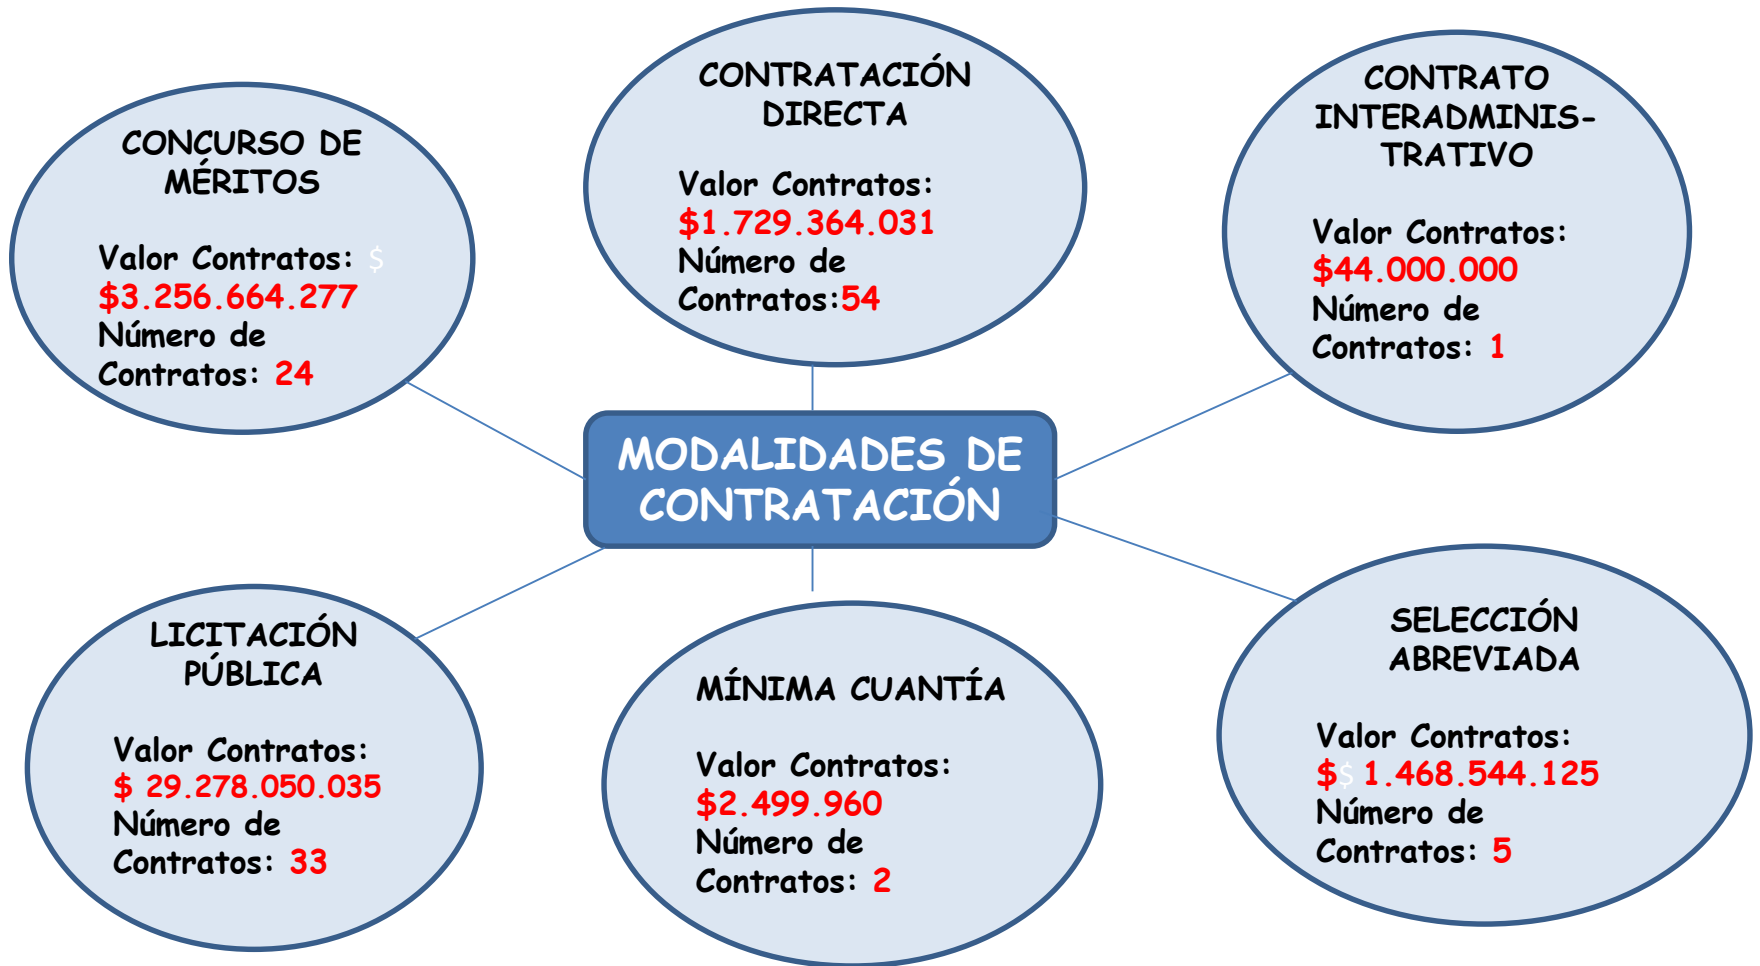 CONCURSO DE
MÉRITOS
Valor Contratos: $
$3.256.664.277
Número de
Contratos: 24
CONTRATACIÓN
DIRECTA
Valor Contratos:
$1.729.364.031
Número de
Contratos:54
CONTRATO
INTERADMINIS-
TRATIVO
Valor Contratos:
$44.000.000
Número de
Contratos: 1
MODALIDADES DE
CONTRATACIÓN
LICITACIÓN
PÚBLICA
Valor Contratos:
$ 29.278.050.035
Número de
Contratos: 33
MÍNIMA CUANTÍA
Valor Contratos:
$2.499.960
Número de
Contratos: 2
SELECCIÓN
ABREVIADA
Valor Contratos:
$$ 1.468.544.125
Número de
Contratos: 5